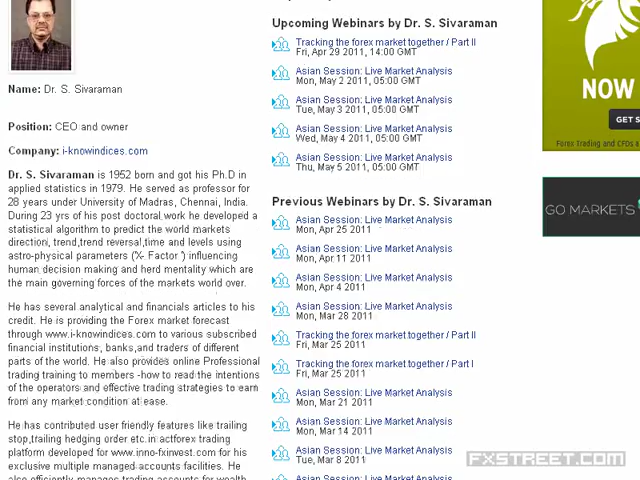 Name: Dr. S. Sivaraman
Position: CEO and owner
Company: i-knowindices.com
Dr. S. Sivaraman is 1952 born and got his Ph.D in
applied statistics in 1979. He served as professor for
28 years under University of Madras, Chennai, India.
During 23 yrs of his post doctoral work he developed a
statistical algorithm to predict the world markets
direction, trend,trend reversal,time and levels using
astro-physical parameters ('X- Factor ') influencing
human decision making and herd mentality which are
the main governing forces of the markets world over.
He has several analytical and financials articles to his
credit. He is providing the Forex market forecast
through www.i-knowindices.com to various subscribed
financial institutions, banks,and traders of different
parts of the world. He also provides online Professional
trading training to members -how to read the intentions
of the operators and effective trading strategies to earn
from any market condition at ease.
He has contributed user friendly features like trailing
stop,trailing hedging order etc.in actforex trading
platform developed for www.inno-fxinvest.com for his
exclusive multiple managed accounts facilities. He
also efficiently manages trading accounts for wealth
Upcoming Webinars by Dr. S. Sivaraman
Tracking the forex market together / Part II
Fri, Apr 29 2011, 14:00 GMT
Asian Session: Live Market Analysis
Mon, May 2 2011, 05:00 GMT
Asian Session: Live Market Analysis
Tue, May 3 2011, 05:00 GMT
Asian Session: Live Market Analysis
Wed, May 4 2011, 05:00 GMT
Asian Session: Live Market Analysis
Thu, May 5 2011, 05:00 GMT
Previous Webinars by Dr. S. Sivaraman
Asian Session: Live Market Analysis
Mon, Apr 25 2011
Asian Session: Live Market Analysis
Mon, Apr 11 2011
Asian Session: Live Market Analysis
Mon, Apr 4 2011
Asian Session: Live Market Analysis
Mon, Mar 28 2011
Tracking the forex market together / Part II
Fri, Mar 25 2011
Tracking the forex market together / Part I
Fri, Mar 25 2011
Asian Session: Live Market Analysis
Mon, Mar 21 2011
Asian Session: Live Market Analysis
Mon, Mar 14 2011
Asian Session: Live Market Analysis
Tue, Mar 8 2011
NOW
GET S
Forex Trading and CFDs a
GO MARKETS
FXSTREET.COM